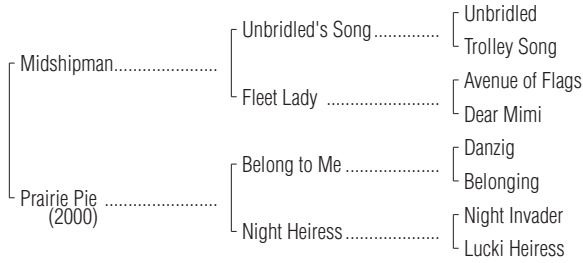 Unbridled
Unbridled's Song..............
Trolley Song
Midshipman......................
Avenue of Flags
Fleet Lady ........................
Dear Mimi
Danzig
Belong to Me ....................
Belonging
Prairie Pie ........................
(2000)
Night Invader
Night Heiress....................
Lucki Heiress